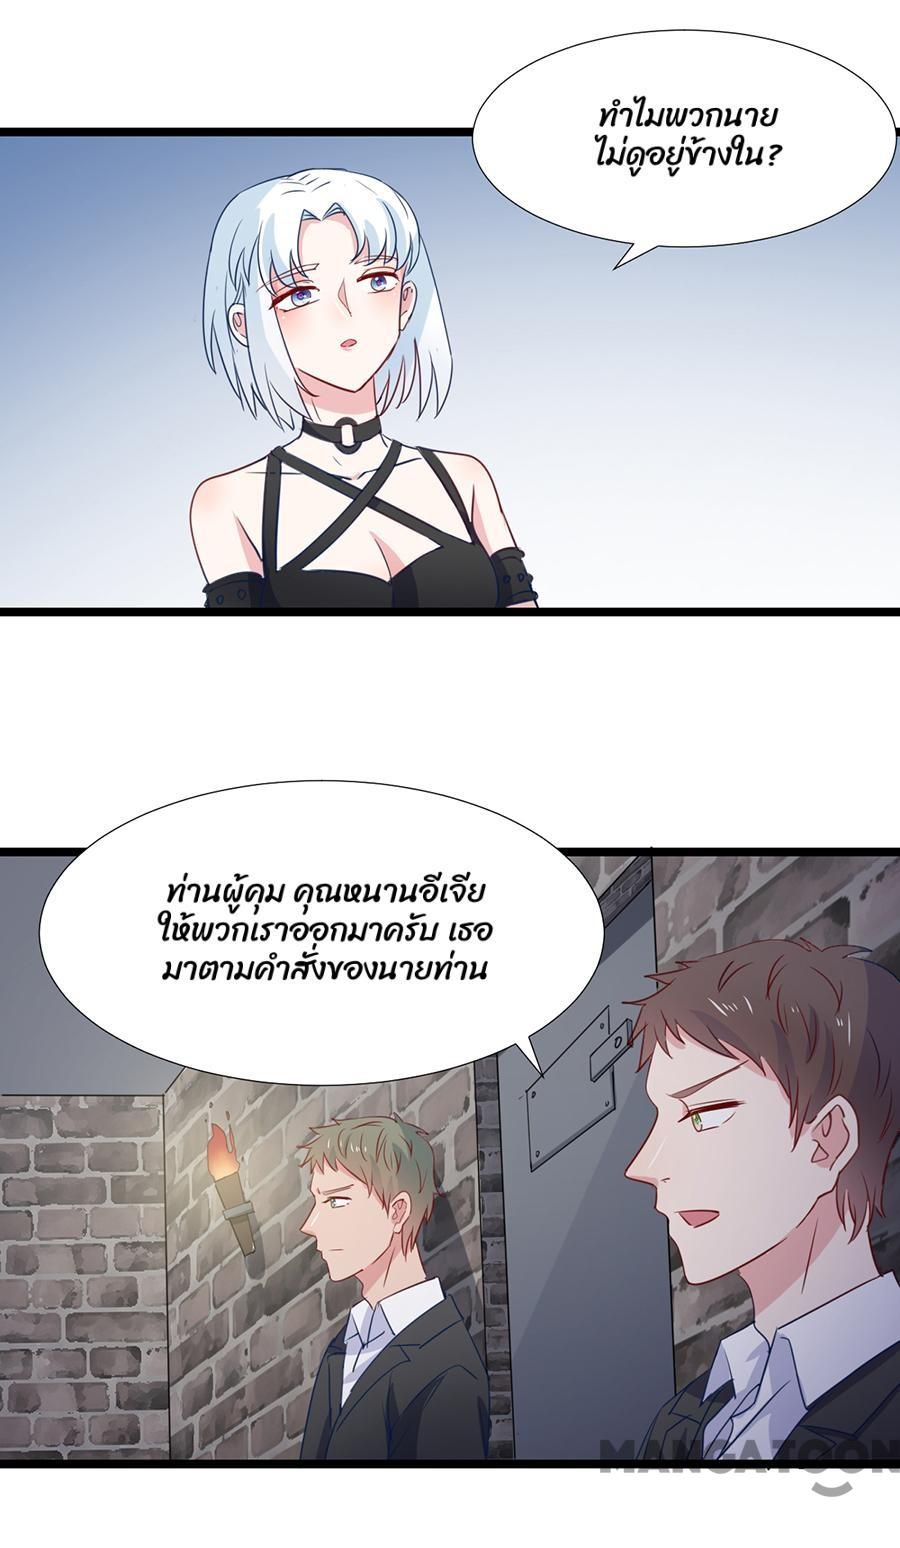 ทำไมพวกนาย
ไม่ดูอยู่ข้างใน?
ท่านผู้คุม คุณหนานอีเจีย
ให้พวกเราออกมาครับ เธอ
มาตามคำสั่งของนายท่าน
MANGATOON